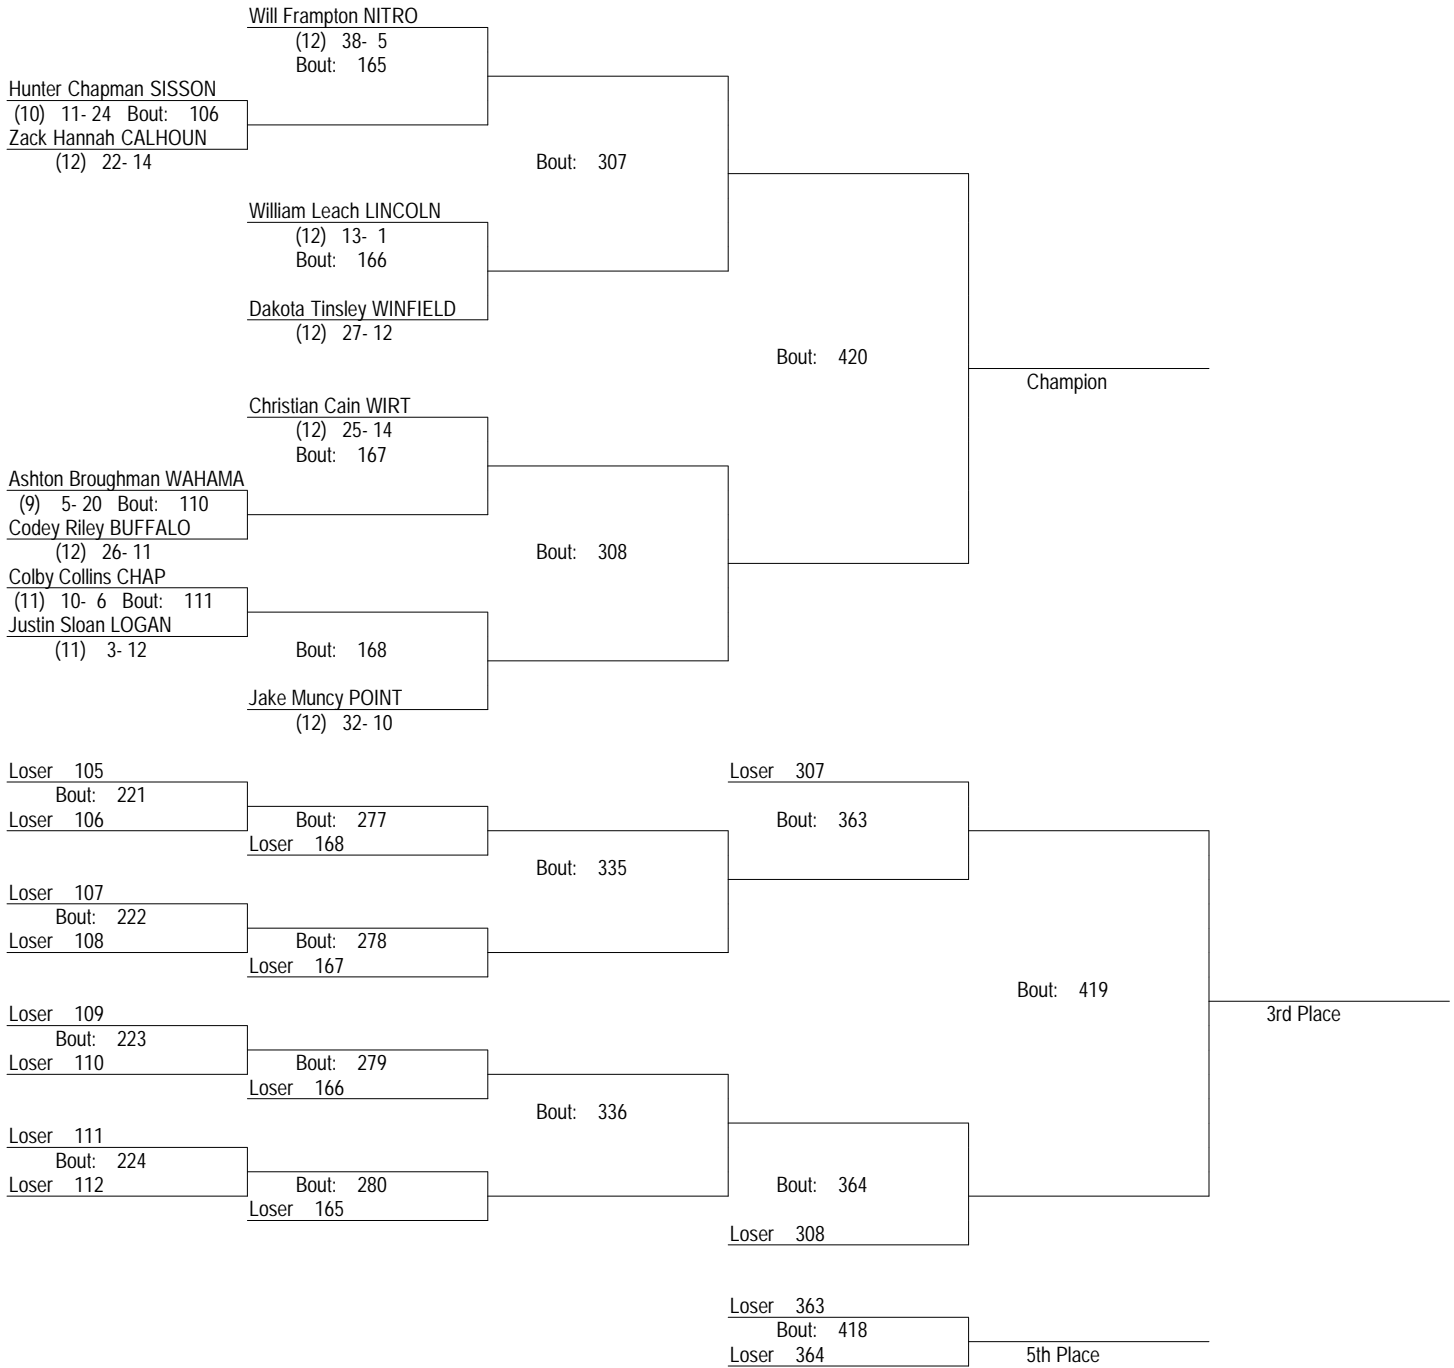 Will Frampton NITRO
(12) 38- 5
Bout: 165
Hunter Chapman SISSON
(10) 11- 24 Bout: 106
Zack Hannah CALHOUN
(12) 22- 14
Bout: 307
William Leach LINCOLN
(12) 13- 1
Bout: 166
Dakota Tinsley WINFIELD
(12) 27- 12
Bout: 420
Champion
Christian Cain WIRT
(12) 25- 14
Bout: 167
Ashton Broughman WAHAMA
(9) 5- 20 Bout: 110
Codey Riley BUFFALO
(12) 26- 11
Bout: 308
Colby Collins CHAP
(11) 10- 6 Bout: 111
Justin Sloan LOGAN
(11) 3- 12
Bout: 168
Jake Muncy POINT
(12) 32- 10
Loser 105
Bout: 221
Loser 106
Bout: 277
Loser 168
Loser 307
Bout: 363
Bout: 335
Loser 107
Bout: 222
Loser 108
Bout: 278
Loser 167
Bout: 419
3rd Place
Loser 109
Bout: 223
Loser 110
Bout: 279
Loser 166
Bout: 336
Loser 111
Bout: 224
Loser 112
Bout: 280
Loser 165
Bout: 364
Loser 308
Loser 363
Bout: 418
Loser 364
5th Place